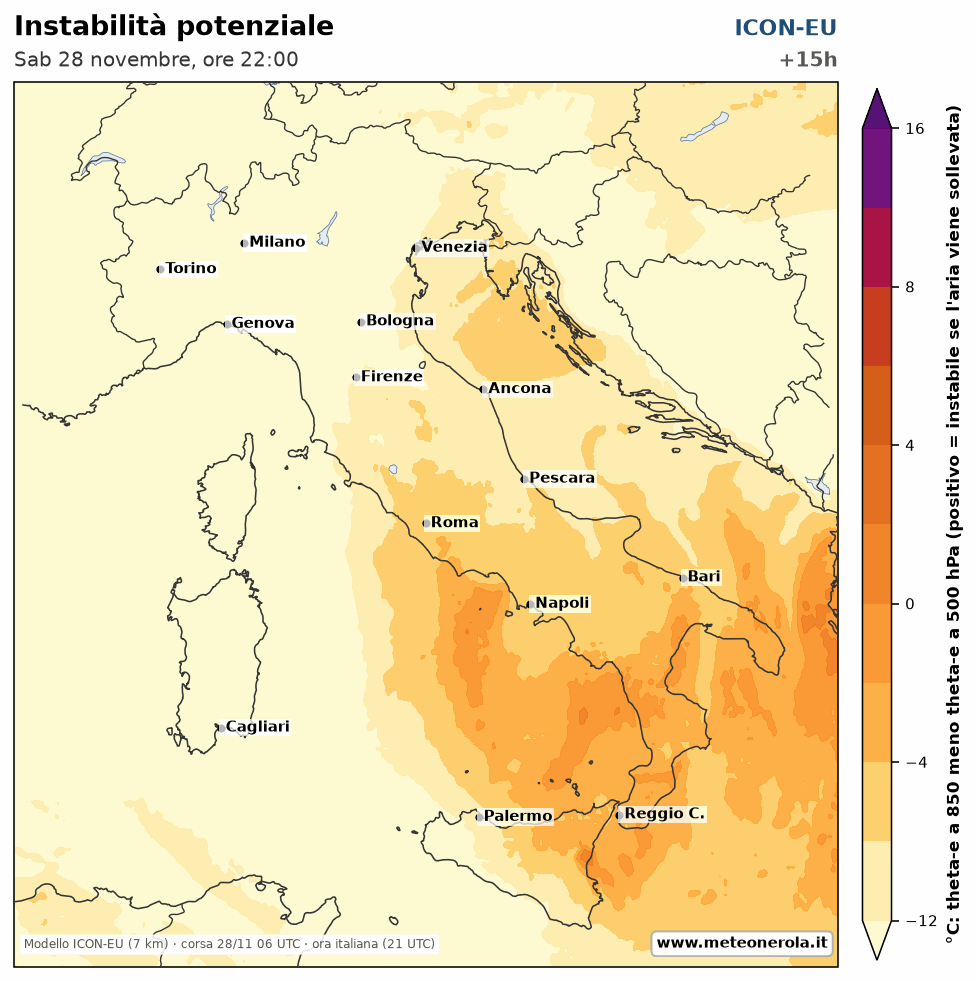 Instabilità potenziale
ICON-EU
Sab 28 novembre, ore 22:00
+15h
Milano
Venezia
Torino
Genova
Bologna
Firenze
Ancona
Pescara
Roma
Bari
Napoli
Cagliari
Palermo
Reggio C.
16
8
4
0
−4
−12
°C: theta-e a 850 meno theta-e a 500 hPa (positivo = instabile se l'aria viene sollevata)
Modello ICON-EU (7 km) · corsa 28/11 06 UTC · ora italiana (21 UTC)
www.meteonerola.it